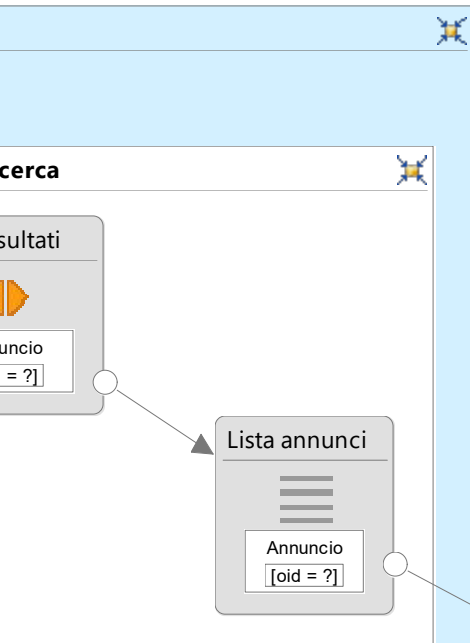 cerca
sultati
uncio
= ?]
Lista annunci
Annuncio
[oid = ?]